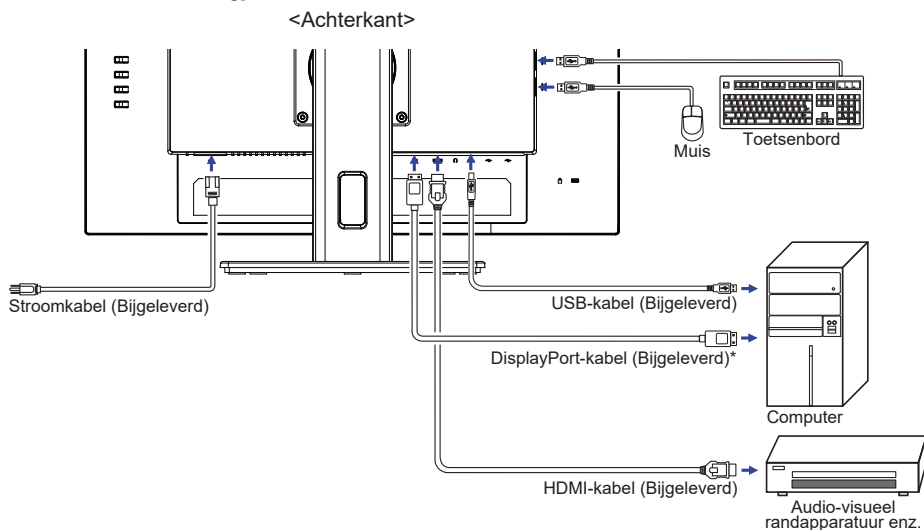 <Achterkant>
Toetsenbord
Muis
Stroomkabel (Bijgeleverd)
USB-kabel (Bijgeleverd)
DisplayPort-kabel (Bijgeleverd)*
Computer
HDMI-kabel (Bijgeleverd)
Audio-visueel
randapparatuur enz.